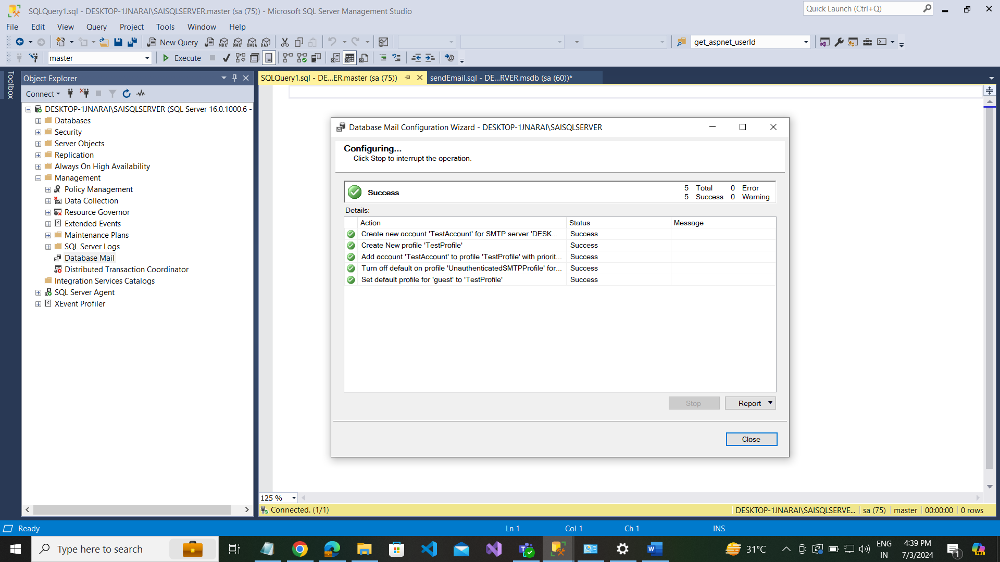 SQLQuery1.sql - DESKTOP-1JNARAI\SAISQLSERVER.master (sa (75)) - Microsoft SQL Server Management Studio
Quick Launch (Ctrl+Q)
File Edit View Query Project Tools Window Help
New Query
MDX DMX XMLA DAX
get_aspnet_userId
master
Execute
Toolbox
Object Explorer
SQLQuery1.sql - DE...ER.master (sa (75))
sendEmail.sql - DE...RVER.msdb (sa (60))*
Connect
DESKTOP-1JNARAI\SAISQLSERVER (SQL Server 16.0.1000.6 -
Databases
Security
Server Objects
Replication
Always On High Availability
Management
Policy Management
Data Collection
Resource Governor
Extended Events
Maintenance Plans
SQL Server Logs
Database Mail
Distributed Transaction Coordinator
Integration Services Catalogs
SQL Server Agent
XEvent Profiler
Database Mail Configuration Wizard - DESKTOP-1JNARAI\SAISQLSERVER
Configuring...
Click Stop to interrupt the operation.
Success
5 Total 0 Error
5 Success 0 Warning
Details:
Action Status Message
Create new account 'TestAccount' for SMTP server 'DESK... Success
Create New profile 'TestProfile' Success
Add account 'TestAccount' to profile 'TestProfile' with priorit... Success
Turn off default on profile 'UnauthenticatedSMTPProfile' for... Success
Set default profile for 'guest' to 'TestProfile' Success
Stop
Report
Close
125 %
Connected. (1/1)
DESKTOP-1JNARAI\SAISQLSERVE... sa (75) master 00:00:00 0 rows
Ready
Ln 1 Col 1 Ch 1 INS
Type here to search
31°C
ENG
IN
4:39 PM
7/3/2024
1
PRE